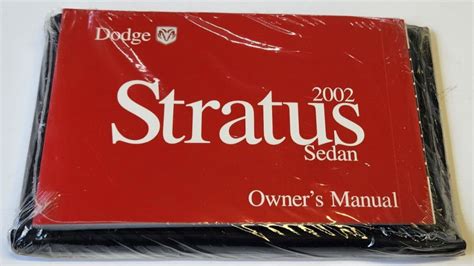 Dodge
2002
Stratus
Sedan
Owner's Manual